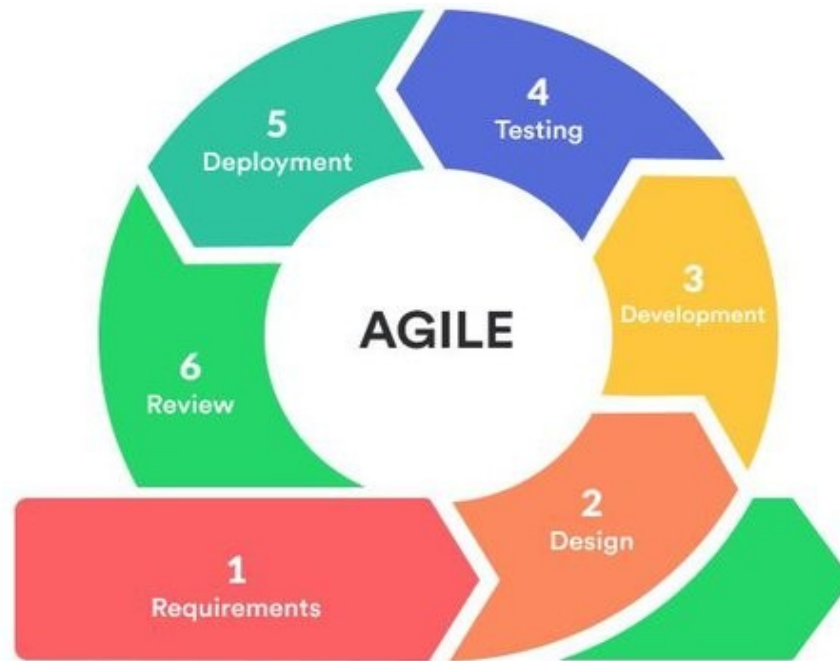 5
Deployment
4
Testing
3
Development
AGILE
6
Review
2
Design
1
Requirements